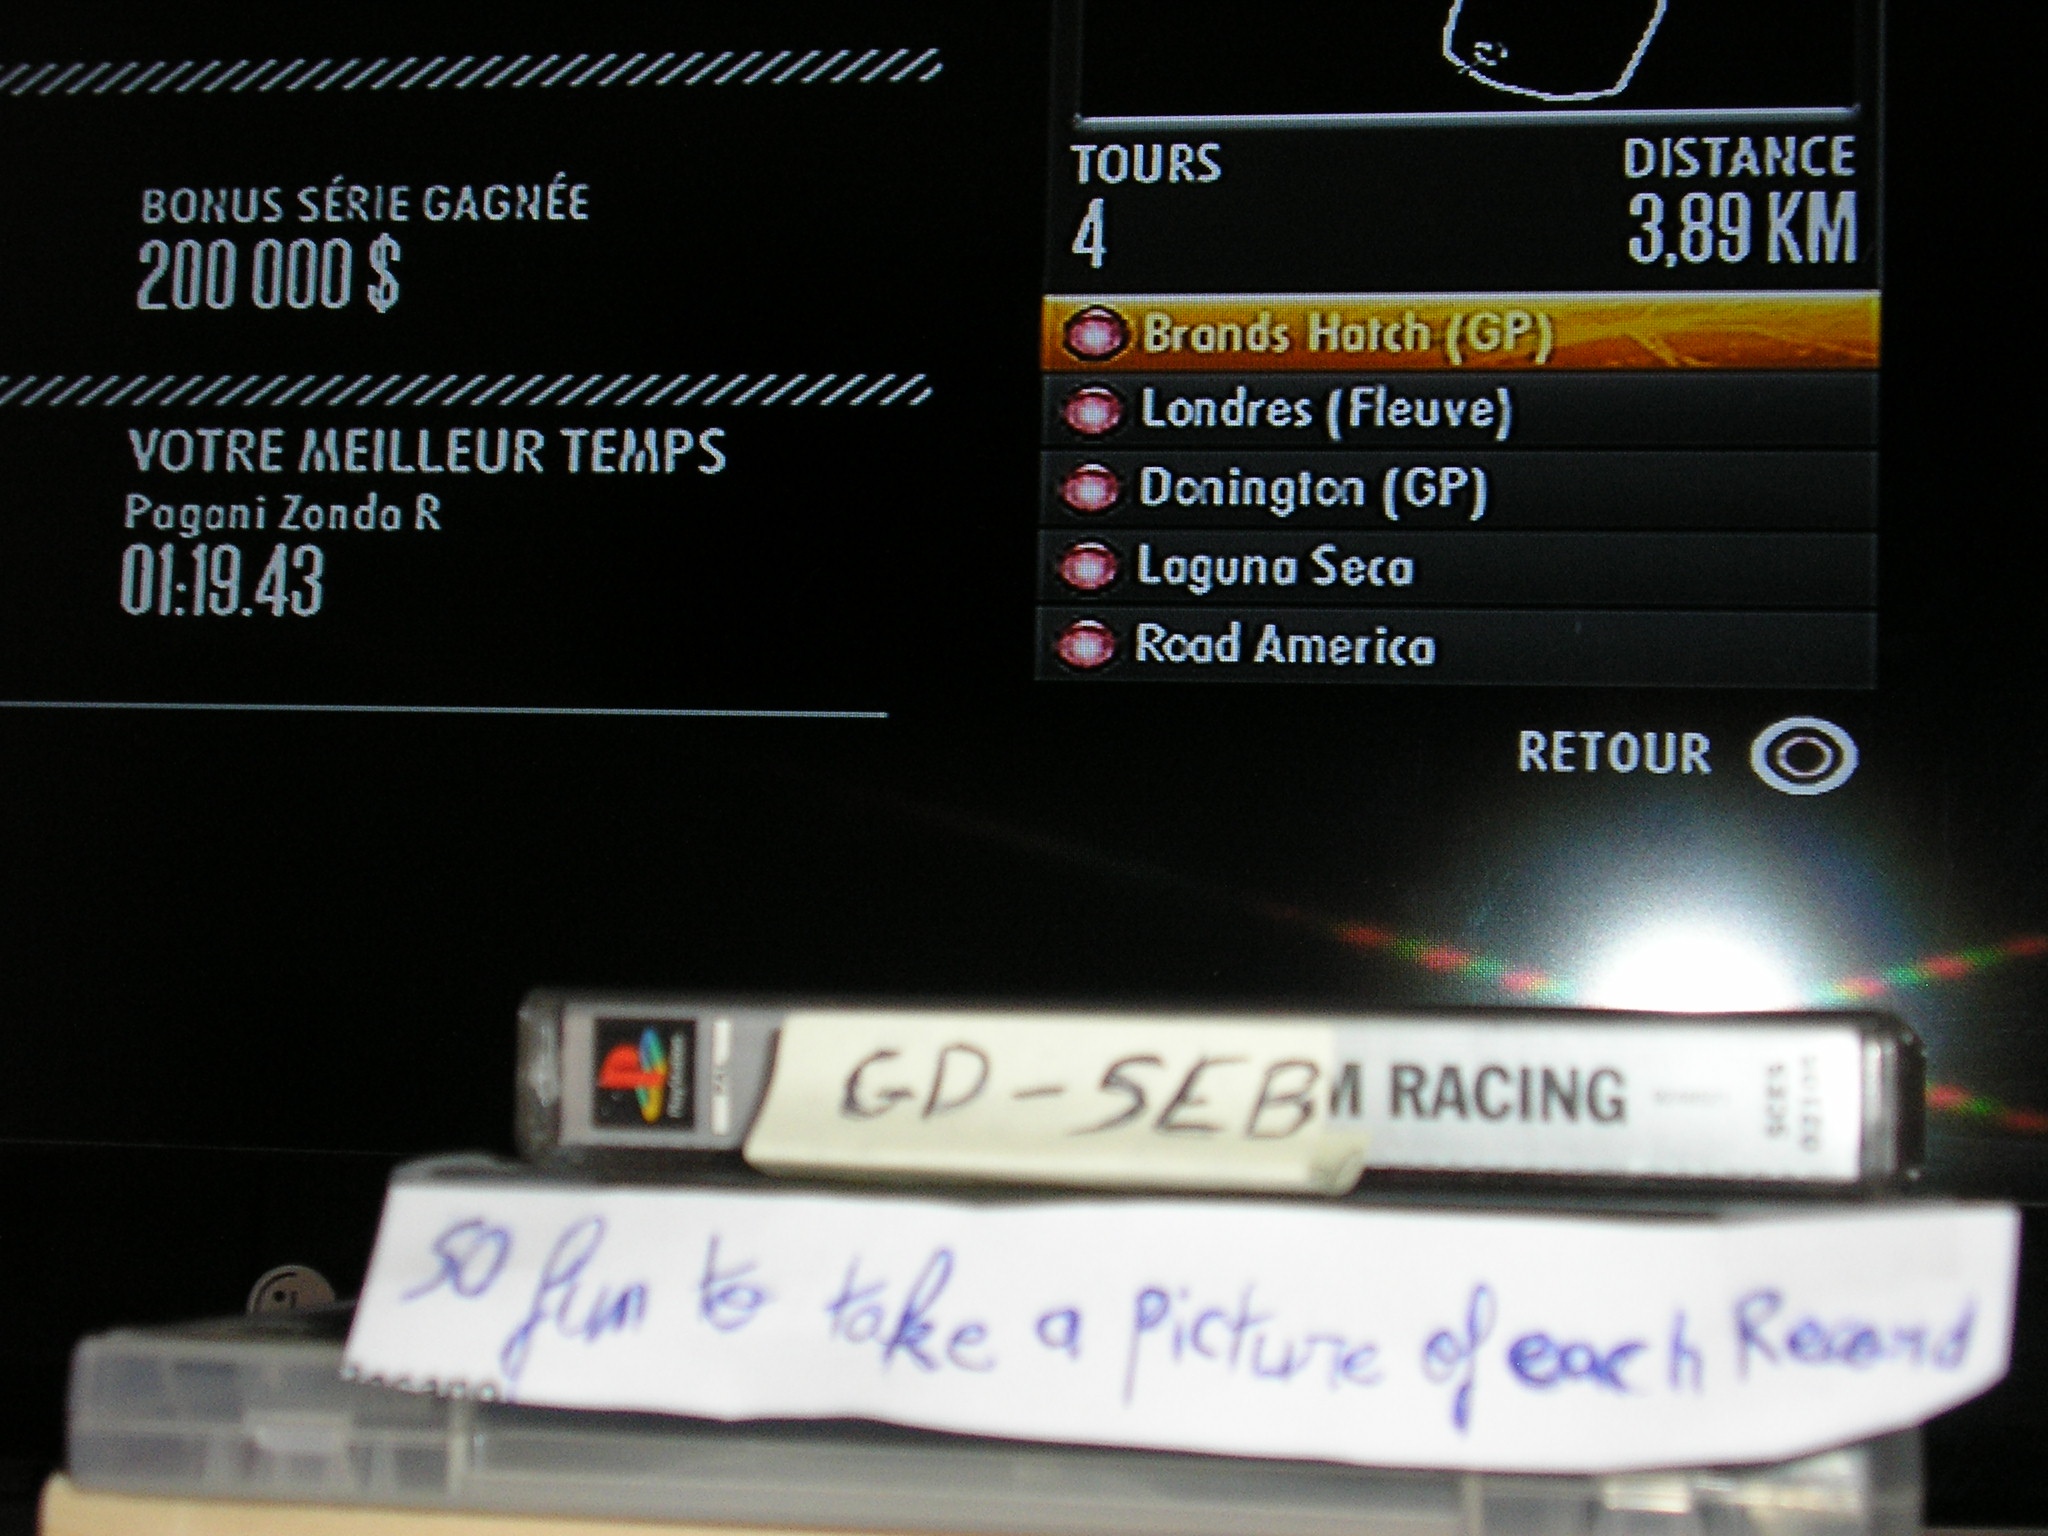 BONUS SÉRIE GAGNÉE
200 000 $
VOTRE MEILLEUR TEMPS
Pagani Zonda R
01:19.43
TOURS
4
DISTANCE
3,89 KM
Brands Hatch (GP)
Londres (Fleuve)
Donington (GP)
Laguna Seca
Road America
RETOUR
PlayStation
GD-SEB
M RACING
SCES
so fun to take a picture of each Record